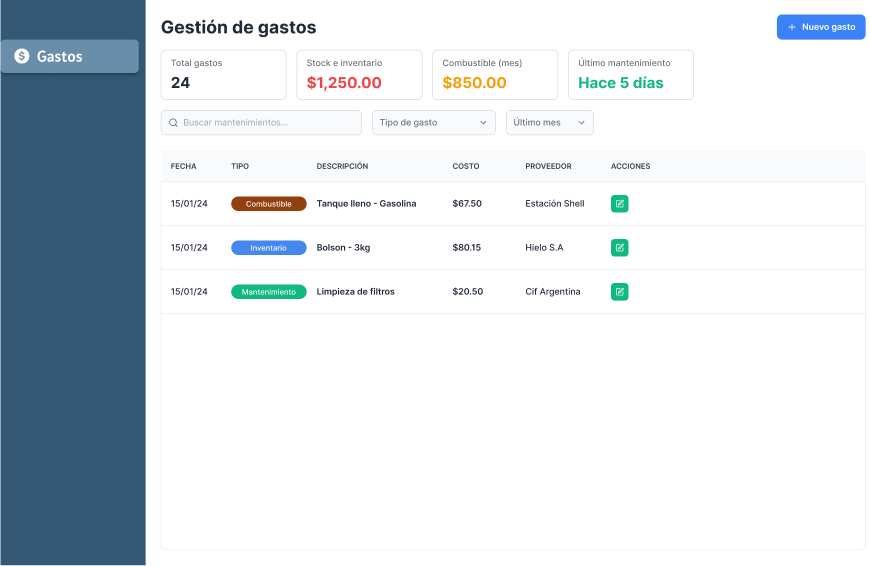 Gastos
Gestión de gastos
Nuevo gasto
Total gastos
24
Stock e inventario
$1,250.00
Combustible (mes)
$850.00
Último mantenimiento
Hace 5 días
Buscar mantenimientos...
Tipo de gasto
Último mes
FECHA TIPO DESCRIPCIÓN COSTO PROVEEDOR ACCIONES
15/01/24 Combustible Tanque lleno - Gasolina $67.50 Estación Shell
15/01/24 Inventario Bolson - 3kg $80.15 Hielo S.A
15/01/24 Mantenimiento Limpieza de filtros $20.50 Cif Argentina